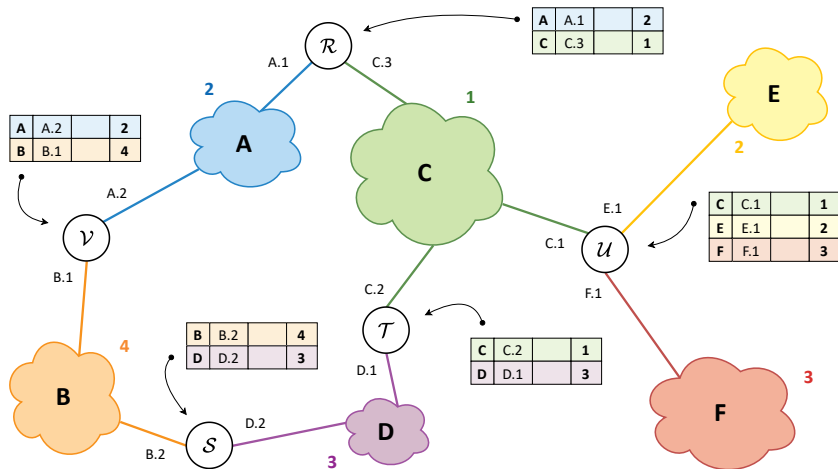 R
A A.1 2
C C.3 1
A.1
C.3
2
1
E
A
2
A A.2 2
B B.1 4
C
A.2
E.1
C C.1 1
E E.1 2
F F.1 3
V
C.1
U
B.1
C.2
F.1
4
B B.2 4
D D.2 3
T
C C.2 1
D D.1 3
D.1
3
B
F
D.2
D
S
B.2
3